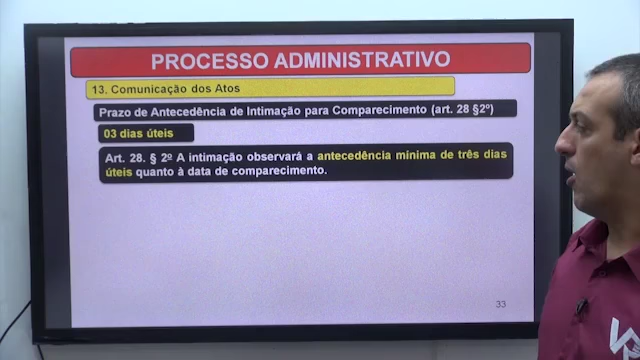 PROCESSO ADMINISTRATIVO
13. Comunicação dos Atos
Prazo de Antecedência de Intimação para Comparecimento (art. 28 §2º)
03 dias úteis
Art. 28. § 2º A intimação observará a antecedência mínima de três dias
úteis quanto à data de comparecimento.
33